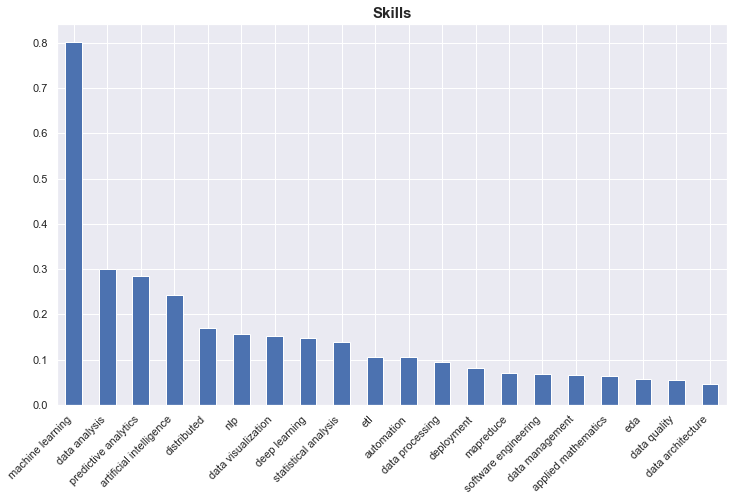 Skills
0.8
0.7
0.6
0.5
0.4
0.3
0.2
0.1
0.0
machine learning
data analysis
predictive analytics
artificial intelligence
distributed
nlp
data visualization
deep learning
statistical analysis
etl
automation
data processing
deployment
mapreduce
software engineering
data management
applied mathematics
eda
data quality
data architecture